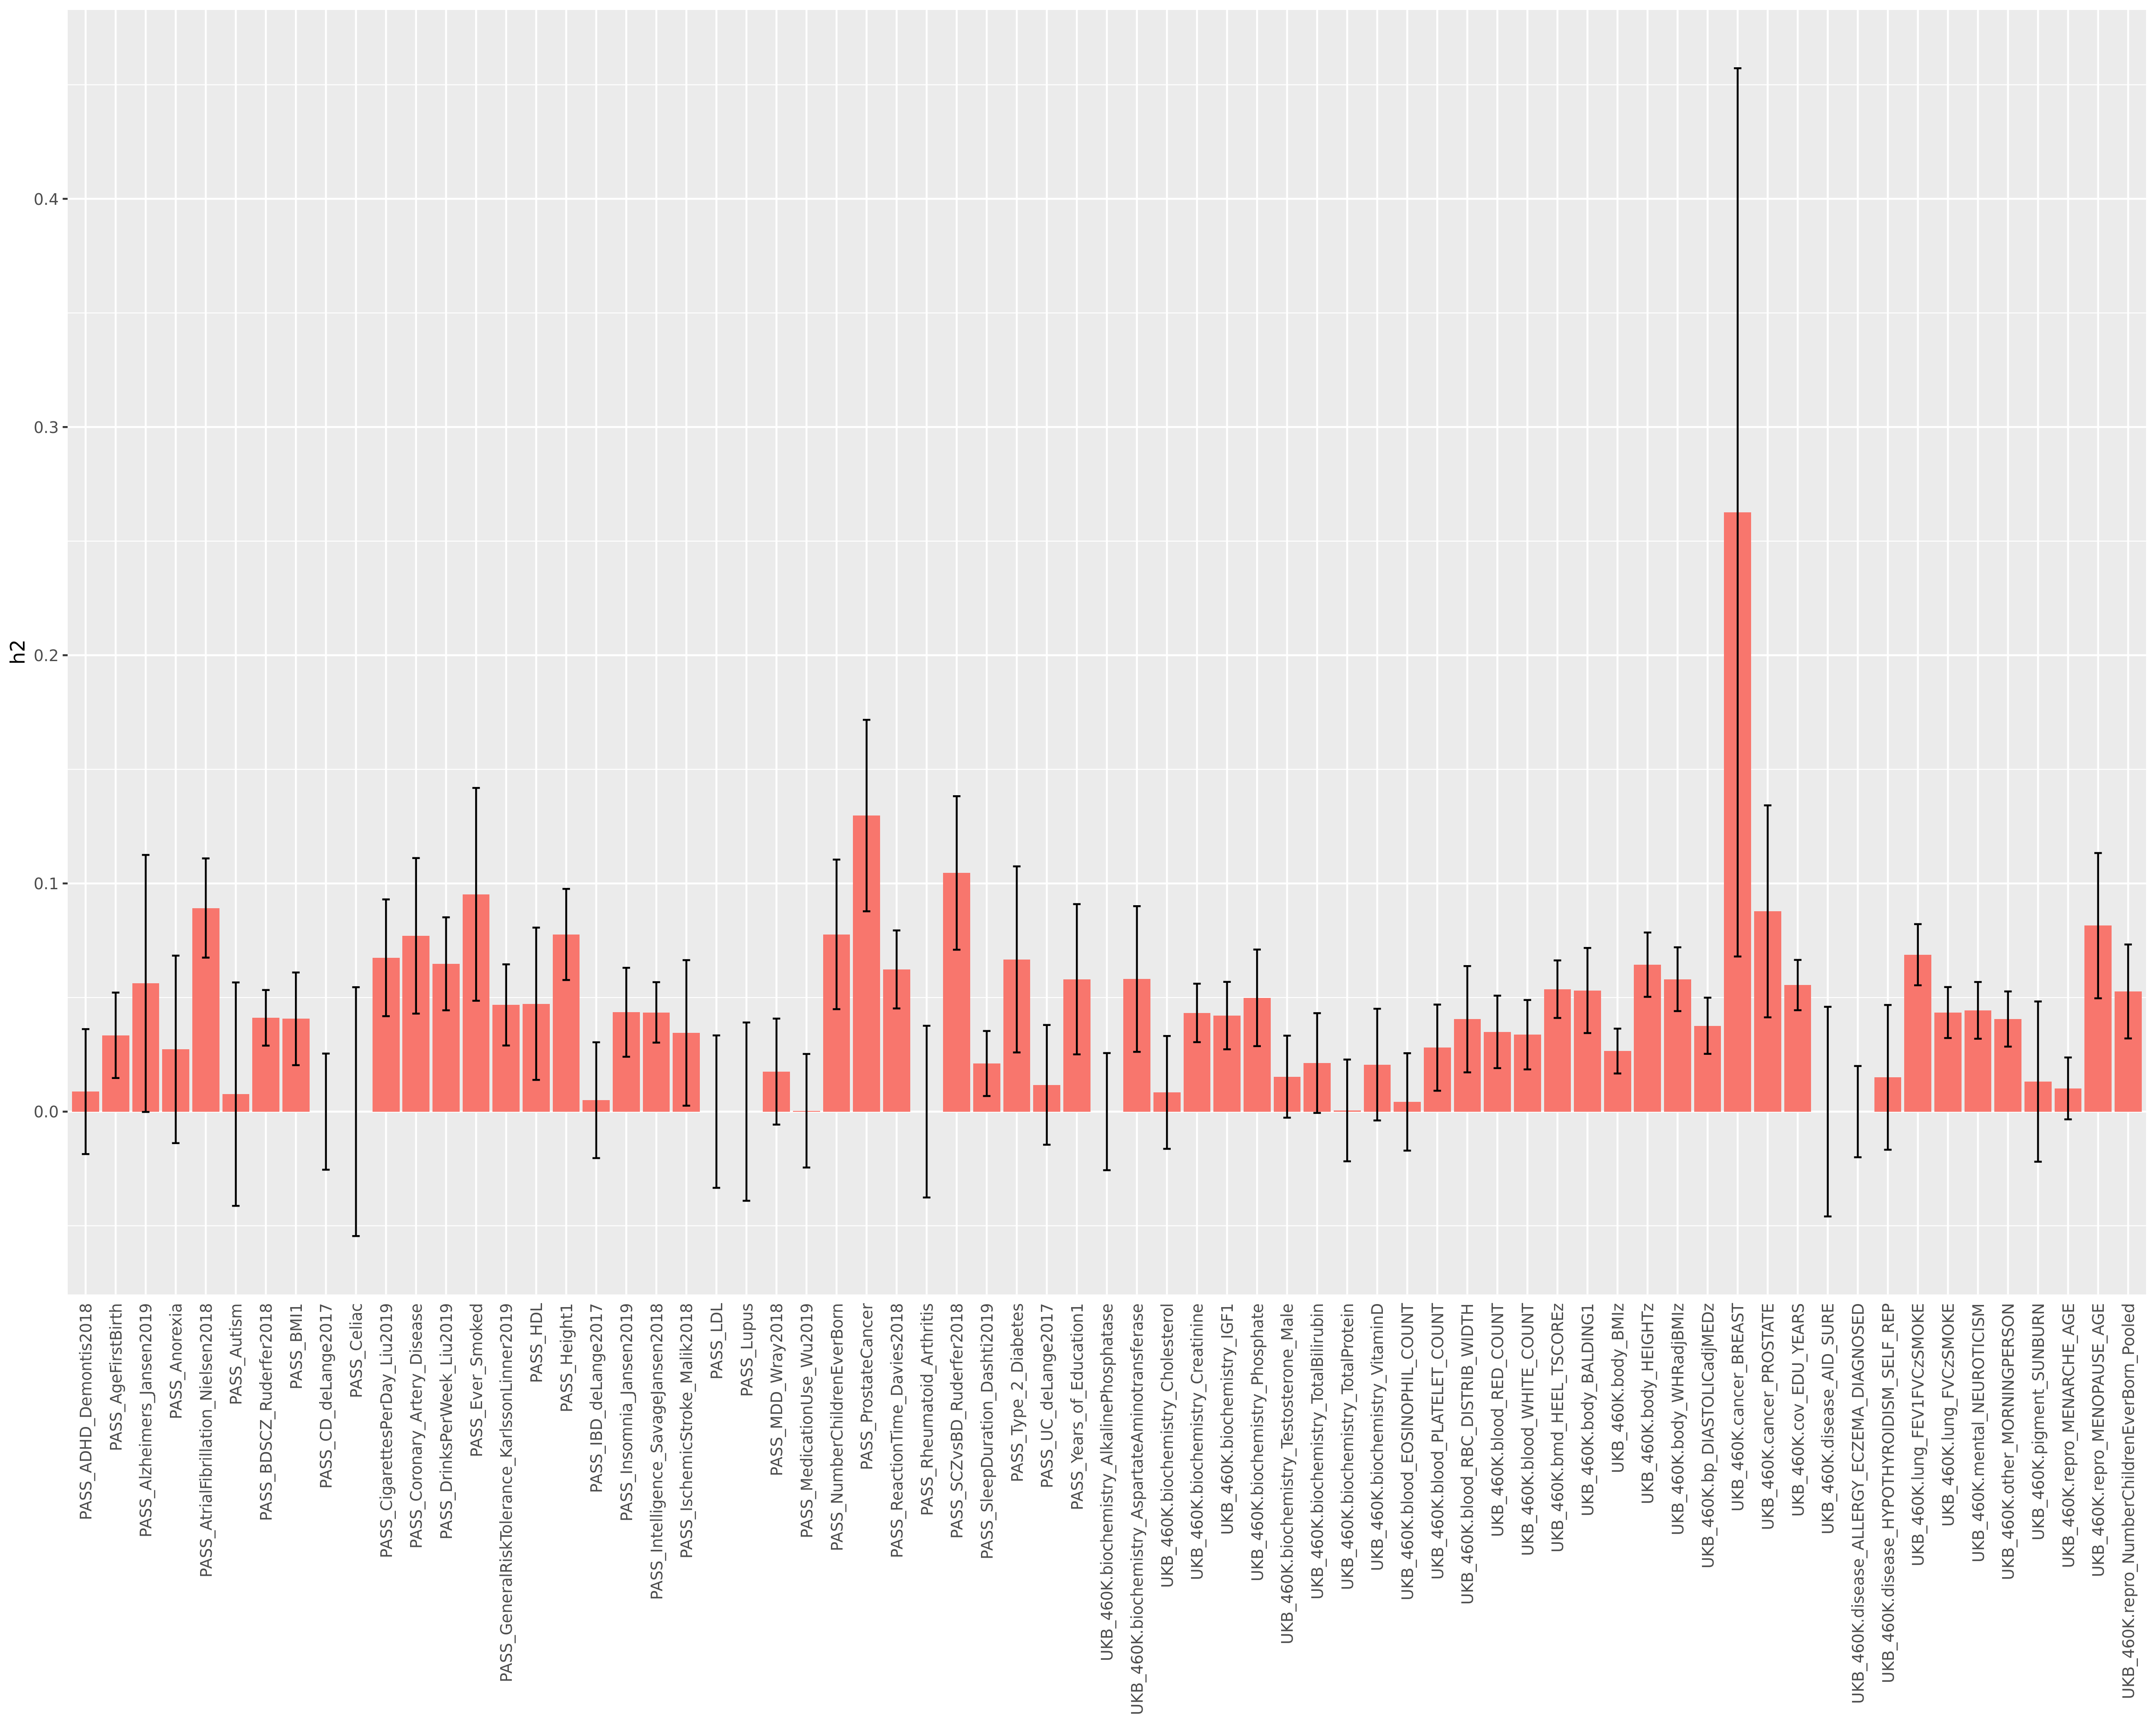 h2
0.4
0.3
0.2
0.1
0.0
PASS_ADHD_Demontis2018
PASS_AgeFirstBirth
PASS_Alzheimers_Jansen2019
PASS_Anorexia
PASS_AtrialFibrillation_Nielsen2018
PASS_Autism
PASS_BDSCZ_Ruderfer2018
PASS_BMI1
PASS_CD_deLange2017
PASS_Celiac
PASS_CigarettesPerDay_Liu2019
PASS_Coronary_Artery_Disease
PASS_DrinksPerWeek_Liu2019
PASS_Ever_Smoked
PASS_GeneralRiskTolerance_KarlssonLinner2019
PASS_HDL
PASS_Height1
PASS_IBD_deLange2017
PASS_Insomnia_Jansen2019
PASS_Intelligence_SavageJansen2018
PASS_IschemicStroke_Malik2018
PASS_LDL
PASS_Lupus
PASS_MDD_Wray2018
PASS_MedicationUse_Wu2019
PASS_NumberChildrenEverBorn
PASS_ProstateCancer
PASS_ReactionTime_Davies2018
PASS_Rheumatoid_Arthritis
PASS_SCZvsBD_Ruderfer2018
PASS_SleepDuration_Dashti2019
PASS_Type_2_Diabetes
PASS_UC_deLange2017
PASS_Years_of_Education1
UKB_460K.biochemistry_AlkalinePhosphatase
UKB_460K.biochemistry_AspartateAminotransferase
UKB_460K.biochemistry_Cholesterol
UKB_460K.biochemistry_Creatinine
UKB_460K.biochemistry_IGF1
UKB_460K.biochemistry_Phosphate
UKB_460K.biochemistry_Testosterone_Male
UKB_460K.biochemistry_TotalBilirubin
UKB_460K.biochemistry_TotalProtein
UKB_460K.biochemistry_VitaminD
UKB_460K.blood_EOSINOPHIL_COUNT
UKB_460K.blood_PLATELET_COUNT
UKB_460K.blood_RBC_DISTRIB_WIDTH
UKB_460K.blood_RED_COUNT
UKB_460K.blood_WHITE_COUNT
UKB_460K.bmd_HEEL_TSCOREz
UKB_460K.body_BALDING1
UKB_460K.body_BMIz
UKB_460K.body_HEIGHTz
UKB_460K.body_WHRadjBMIz
UKB_460K.bp_DIASTOLICadjMEDz
UKB_460K.cancer_BREAST
UKB_460K.cancer_PROSTATE
UKB_460K.cov_EDU_YEARS
UKB_460K.disease_AID_SURE
UKB_460K.disease_ALLERGY_ECZEMA_DIAGNOSED
UKB_460K.disease_HYPOTHYROIDISM_SELF_REP
UKB_460K.lung_FEV1FVCzSMOKE
UKB_460K.lung_FVCzSMOKE
UKB_460K.mental_NEUROTICISM
UKB_460K.other_MORNINGPERSON
UKB_460K.pigment_SUNBURN
UKB_460K.repro_MENARCHE_AGE
UKB_460K.repro_MENOPAUSE_AGE
UKB_460K.repro_NumberChildrenEverBorn_Pooled